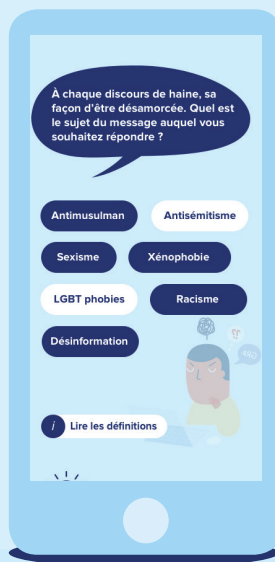 À chaque discours de haine, sa
façon d'être désamorcée. Quel est
le sujet du message auquel vous
souhaitez répondre ?
Antimusulman
Antisémitisme
Sexisme
Xénophobie
LGBT phobies
Racisme
Désinformation
i Lire les définitions